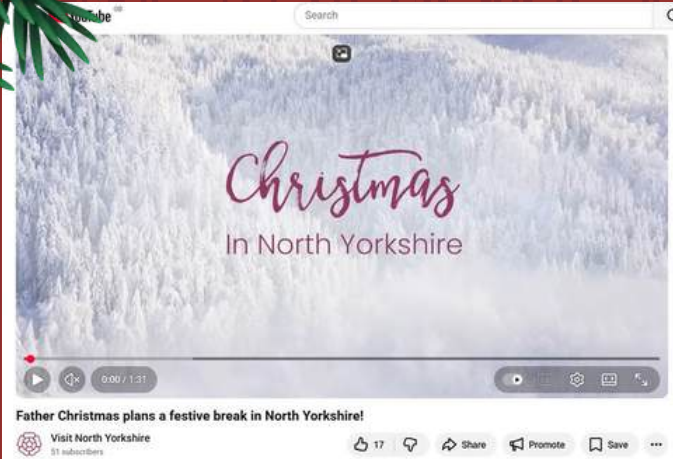 YouTube GB
Search
Christmas
In North Yorkshire
0:00 / 1:31
Father Christmas plans a festive break in North Yorkshire!
Visit North Yorkshire
51 subscribers
17 Share Promote Save